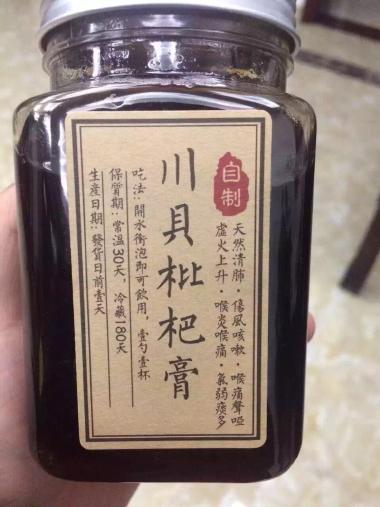 自制
天然清肺·傷風咳嗽·喉痛聲啞
虛火上升·喉炎喉痛·氣弱痰多
川貝枇杷膏
吃法:開水衝泡即可飲用,壹勺壹杯
保質期:常溫30天,冷藏180天
生產日期:發貨日前壹天